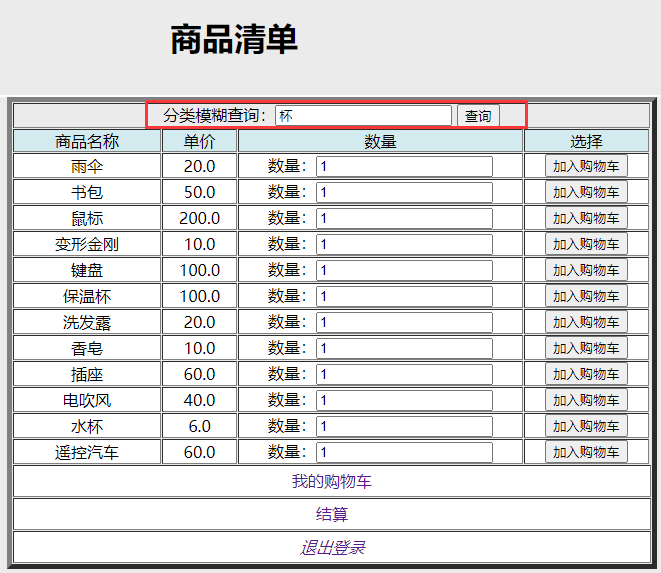 商品清单
分类模糊查询： 杯 查询
商品名称 单价 数量 选择
雨伞 20.0 数量： 1 加入购物车
书包 50.0 数量： 1 加入购物车
鼠标 200.0 数量： 1 加入购物车
变形金刚 10.0 数量： 1 加入购物车
键盘 100.0 数量： 1 加入购物车
保温杯 100.0 数量： 1 加入购物车
洗发露 20.0 数量： 1 加入购物车
香皂 10.0 数量： 1 加入购物车
插座 60.0 数量： 1 加入购物车
电吹风 40.0 数量： 1 加入购物车
水杯 6.0 数量： 1 加入购物车
遥控汽车 60.0 数量： 1 加入购物车
我的购物车
结算
退出登录